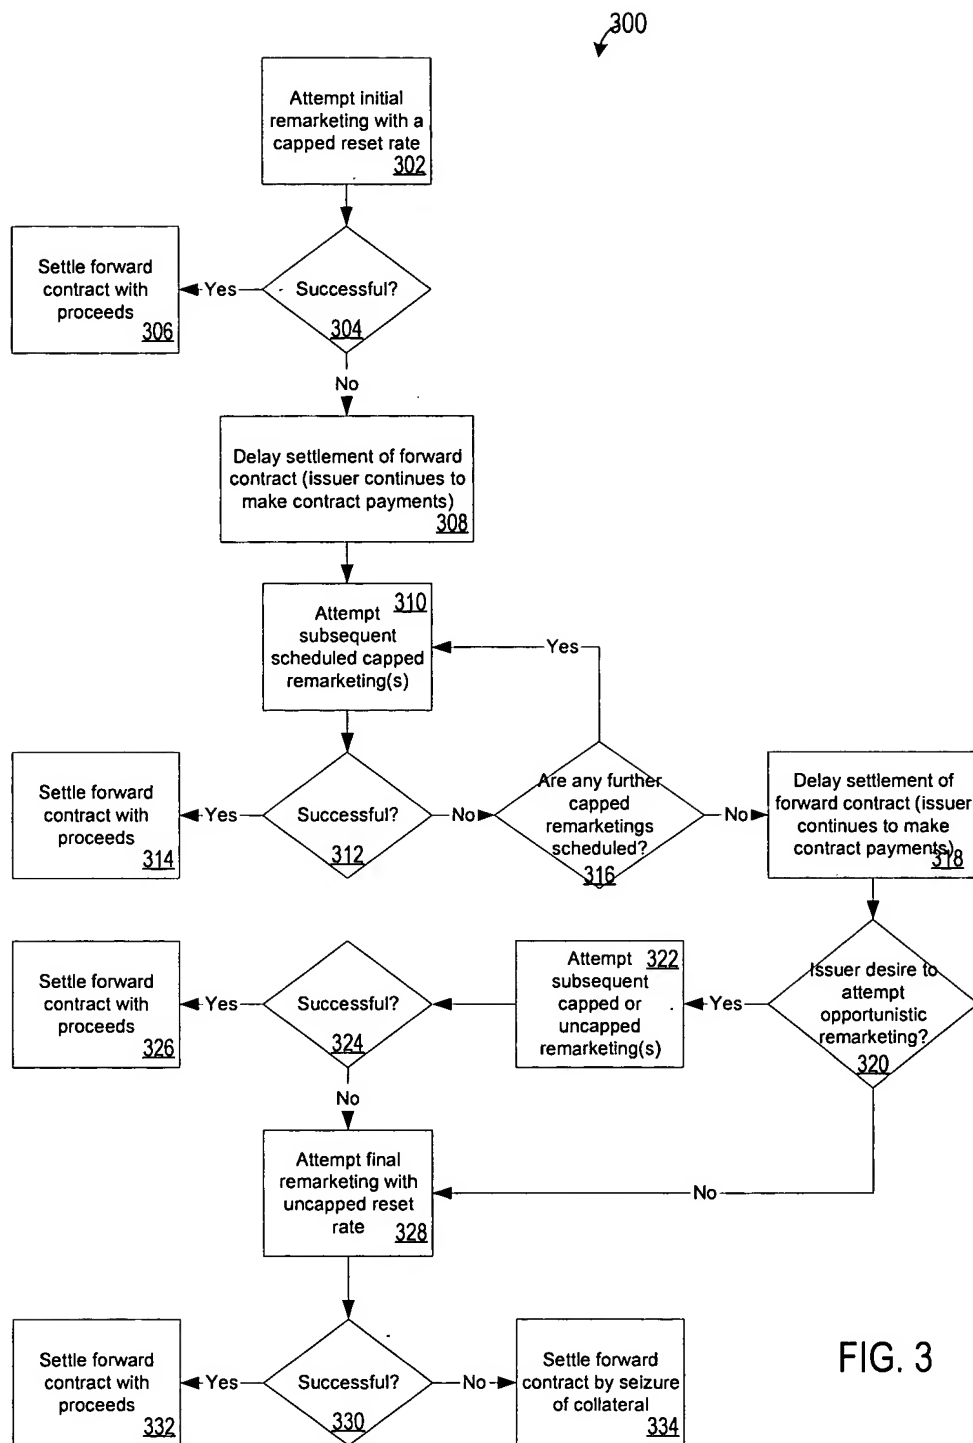 300
Attempt initial
remarketing with a
capped reset rate
302
Settle forward
contract with
proceeds
306
Yes
Successful?
304
No
Delay settlement of forward
contract (issuer continues to
make contract payments)
308
310
Attempt
subsequent
scheduled capped
remarketing(s)
Yes
Settle forward
contract with
proceeds
314
Yes
Successful?
312
No
Are any further
capped
remarketings
scheduled?
316
No
Delay settlement of
forward contract (issuer
continues to make
contract payments)
318
Settle forward
contract with
proceeds
326
Yes
Successful?
324
Attempt
322
subsequent
capped or
uncapped
remarketing(s)
Yes
Issuer desire to
attempt
opportunistic
remarketing?
320
No
Attempt final
remarketing with
uncapped reset
rate
328
No
Settle forward
contract with
proceeds
332
Yes
Successful?
330
No
Settle forward
contract by seizure
of collateral
334
FIG. 3